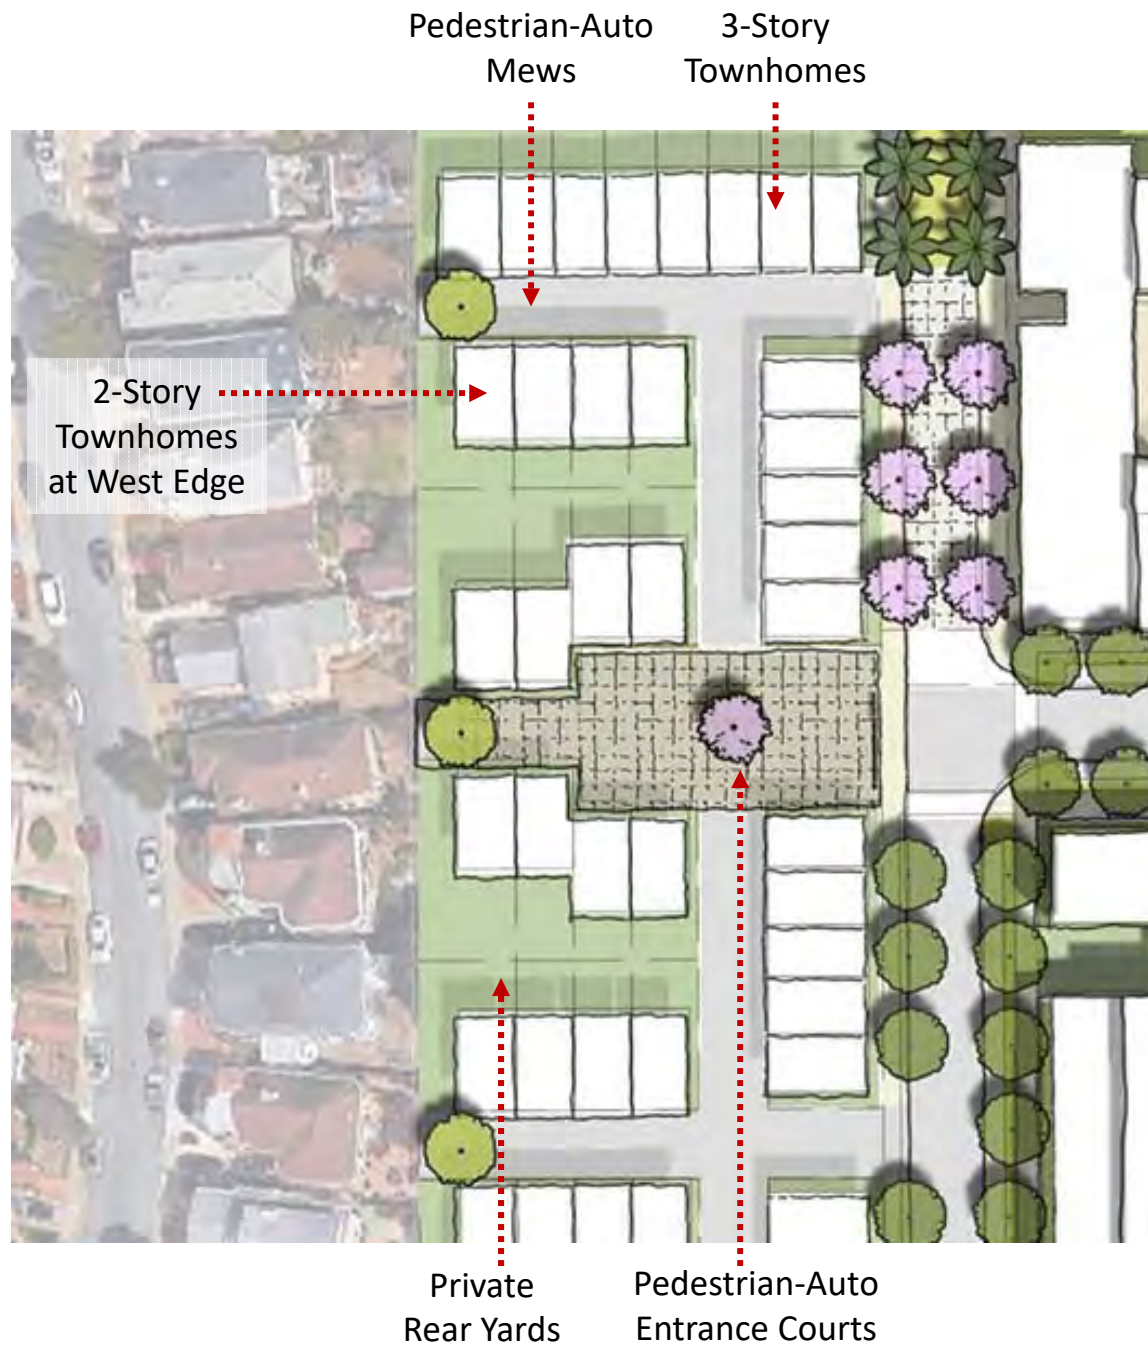 Pedestrian-Auto
Mews
3-Story
Townhomes
2-Story
Townhomes
at West Edge
Private
Rear Yards
Pedestrian-Auto
Entrance Courts